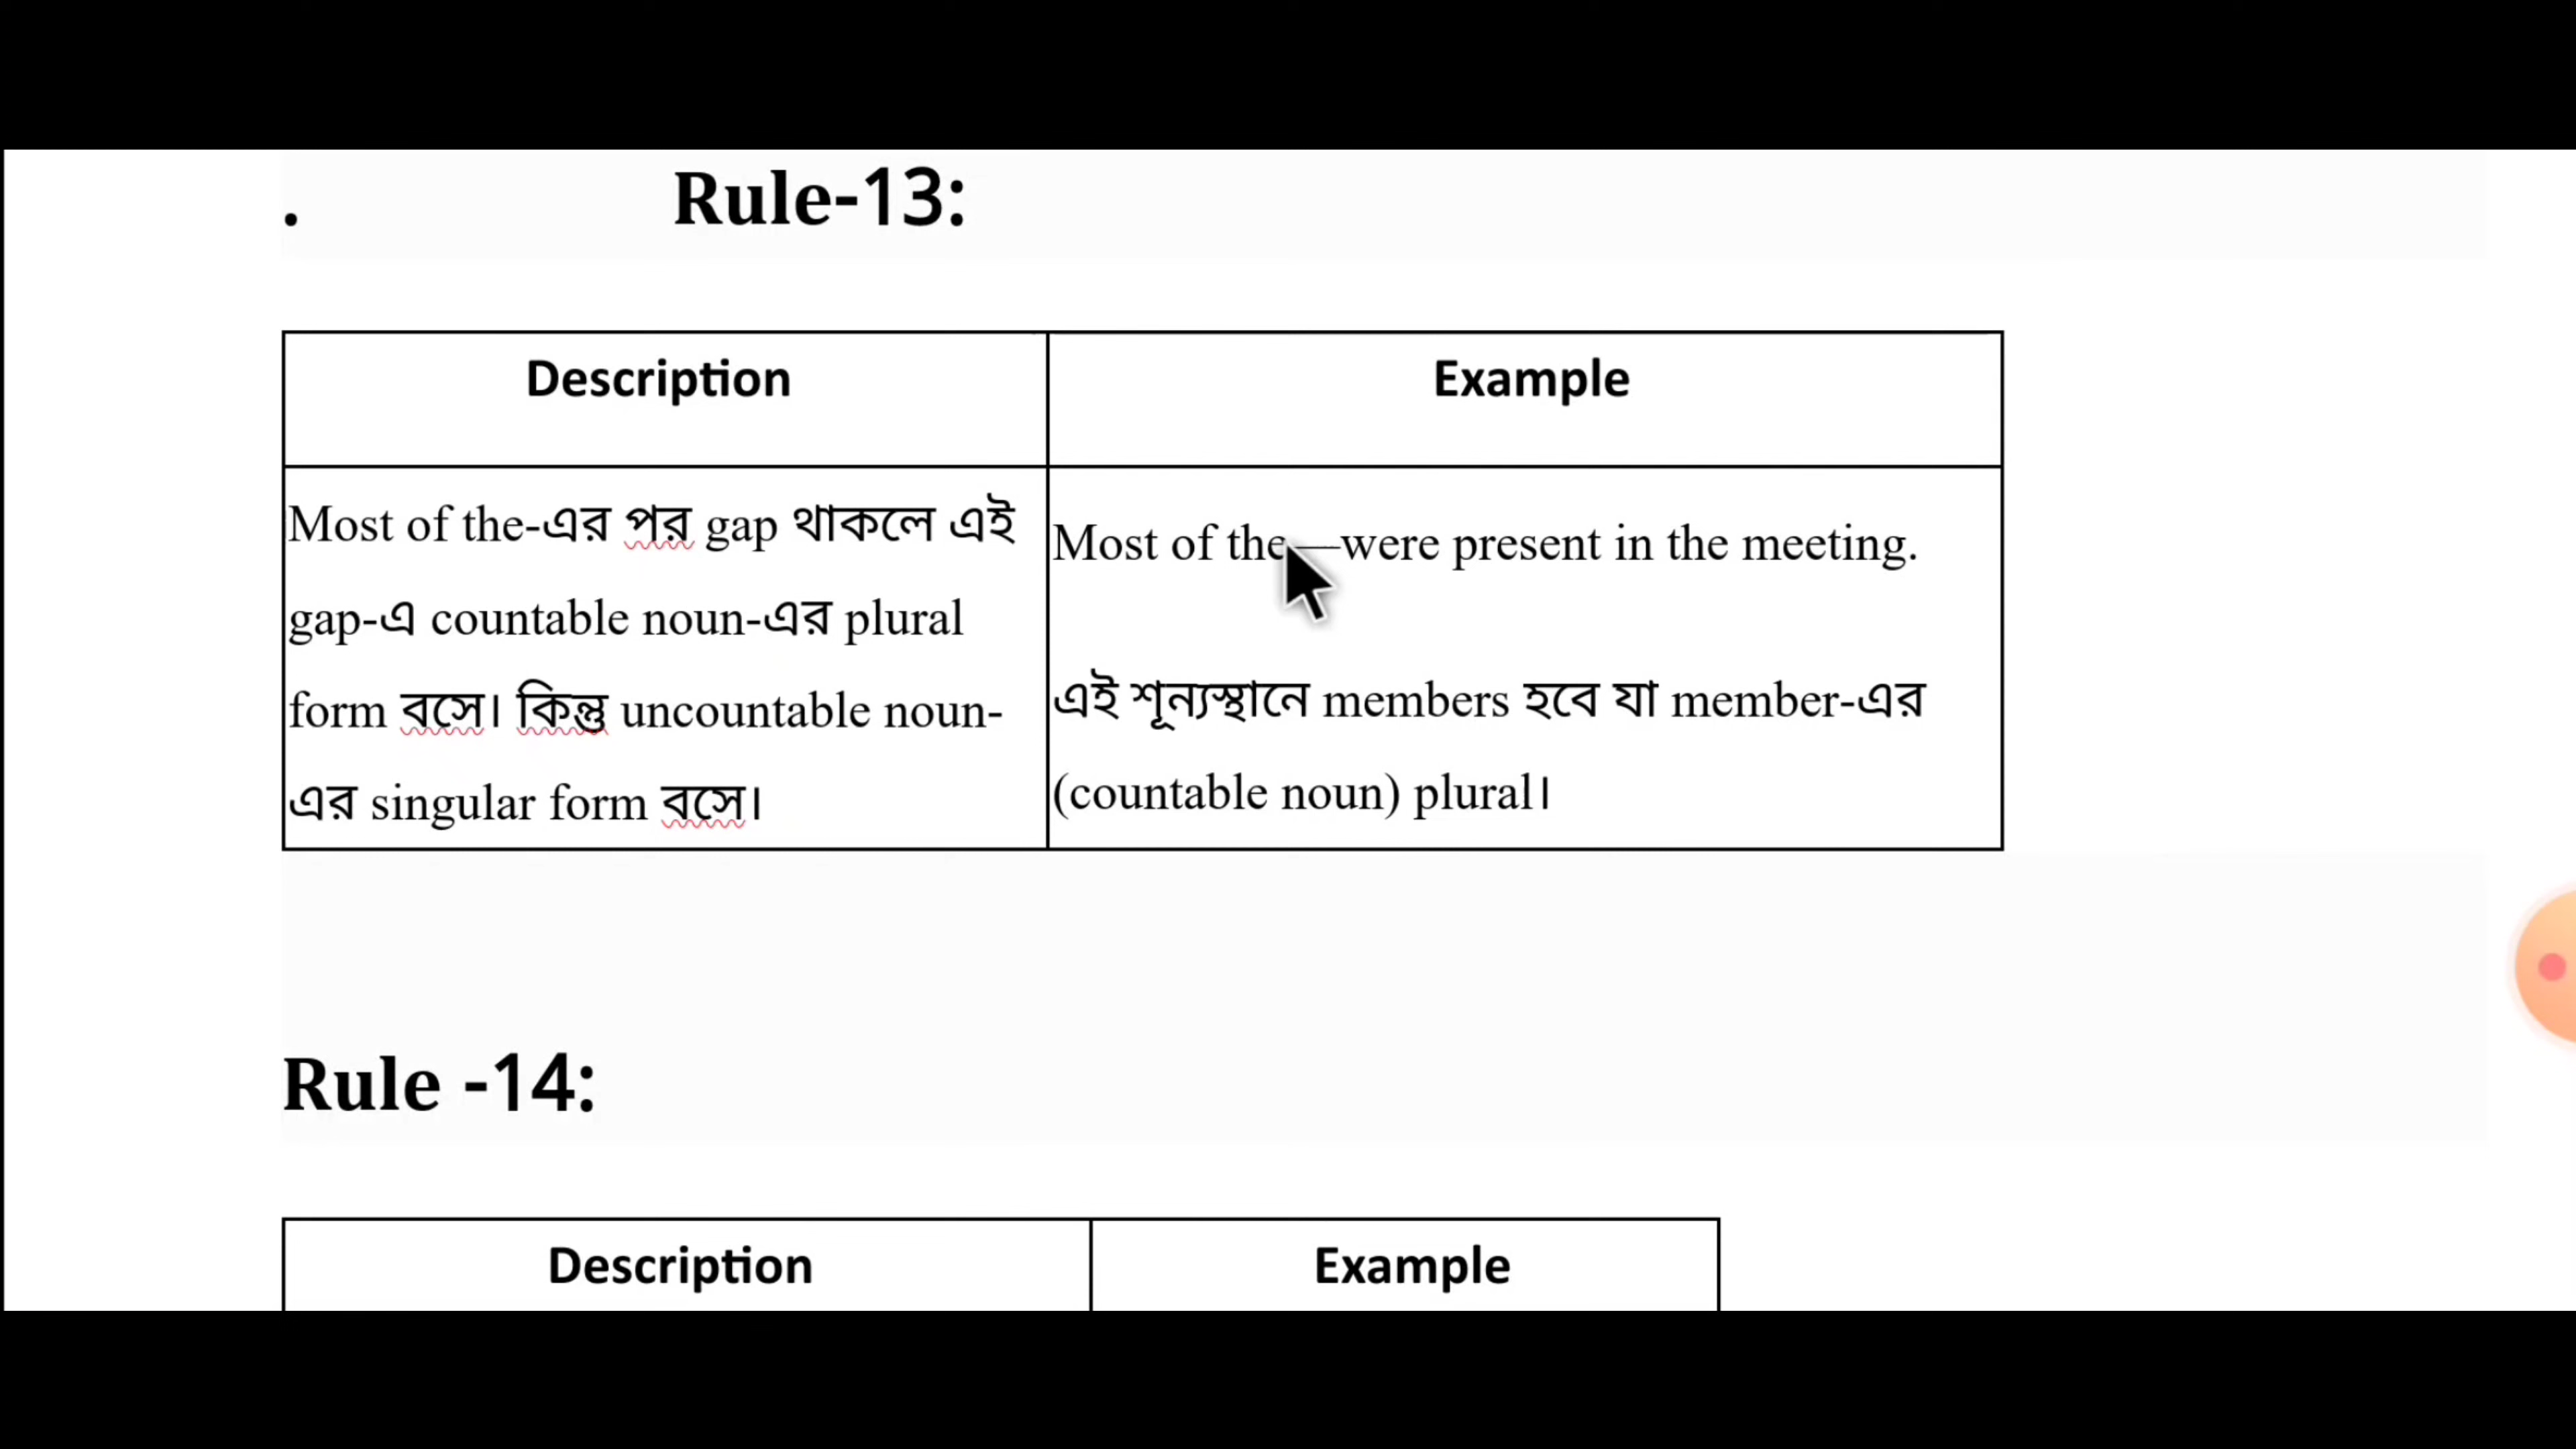 . Rule-13:
Description Example
Most of the-এর পর gap থাকলে এই
gap-এ countable noun-এর plural
form বসে। কিন্তু uncountable noun-
এর singular form বসে।
Most of the—were present in the meeting.
এই শূন্যস্থানে members হবে যা member-এর
(countable noun) plural।
Rule -14:
Description Example